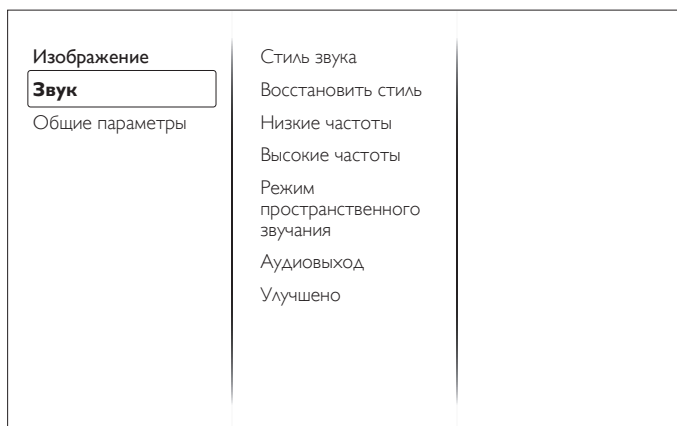 Изображение
Звук
Общие параметры
Стиль звука
Восстановить стиль
Низкие частоты
Высокие частоты
Режим
пространственного
звучания
Аудиовыход
Улучшено